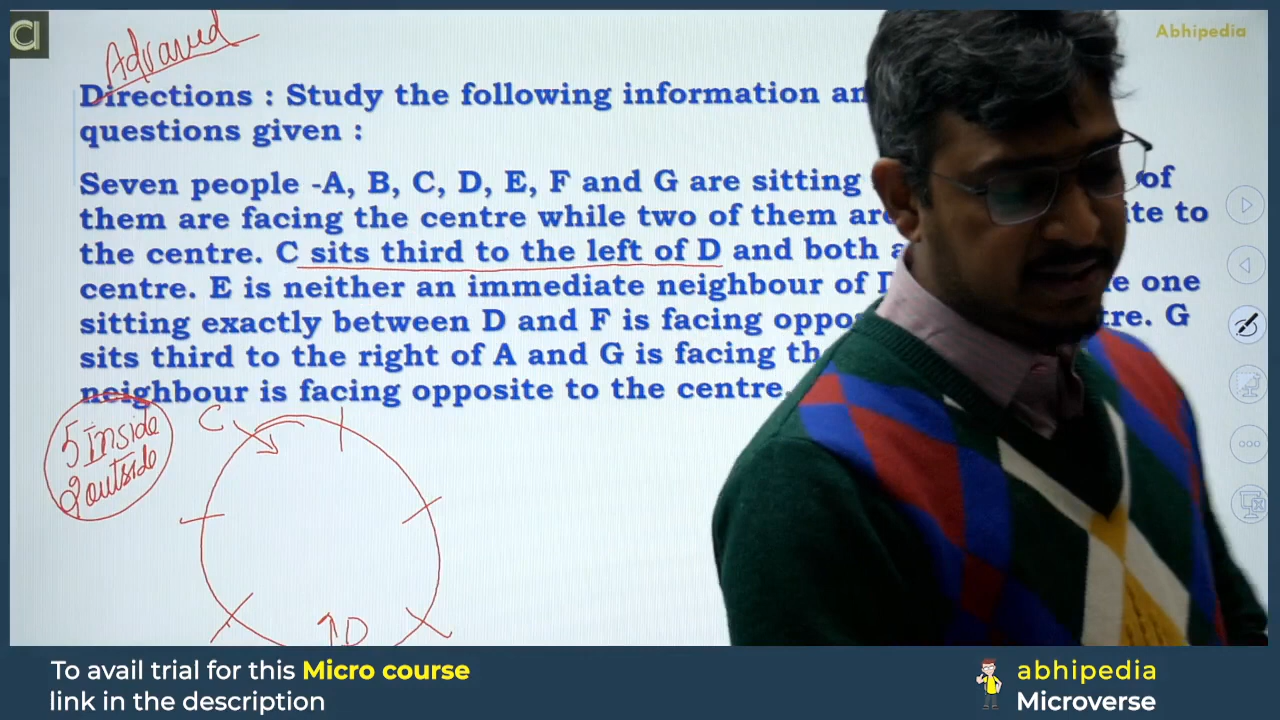 CI
Abhipedia
Advanced
Directions : Study the following information an
questions given :
Seven people -A, B, C, D, E, F and G are sitting of
them are facing the centre while two of them are ite to
the centre. C sits third to the left of D and both a
centre. E is neither an immediate neighbour of D e one
sitting exactly between D and F is facing oppos tre. G
sits third to the right of A and G is facing th
neighbour is facing opposite to the centre.
5 Inside
2 outside
C
D
To avail trial for this Micro course
link in the description
abhipedia
Microverse